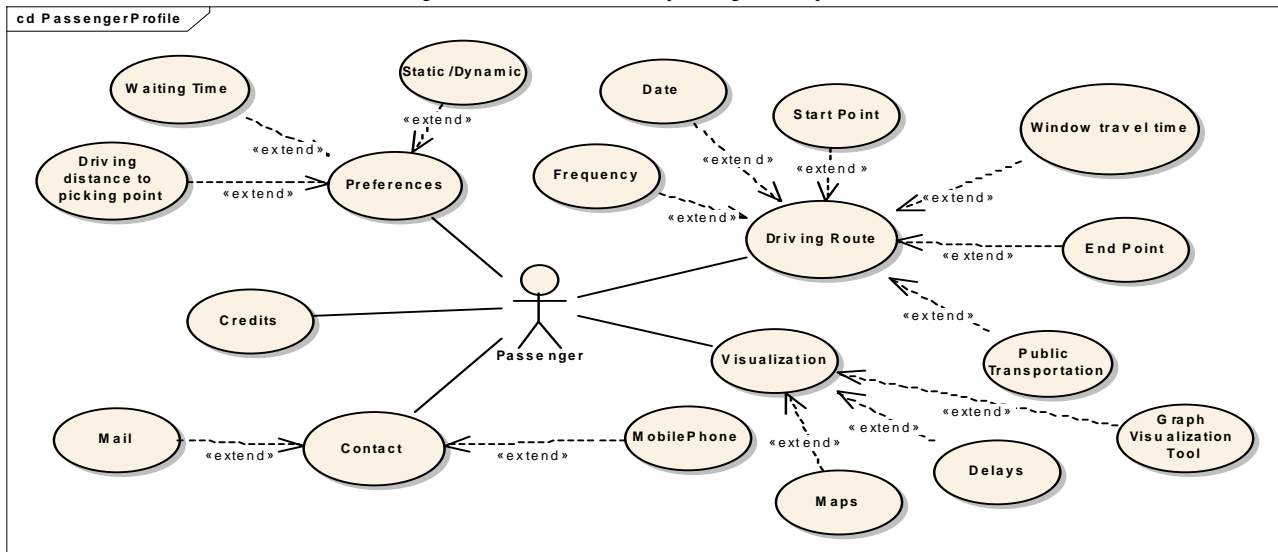 cd PassengerProfile
Waiting Time
Static/Dynamic
Date
Start Point
Window travel time
«extend»
«extend»
«extend»
«extend»
Driving
distance to
picking point
«extend»
Preferences
Frequency
«extend»
«extend»
Driving Route
«extend»
End Point
Credits
Passenger
«extend»
Visualization
Public
Transportation
«extend»
Mail
«extend»
Contact
«extend»
MobilePhone
«extend»
«extend»
Graph
Visualization
Tool
Delays
Maps